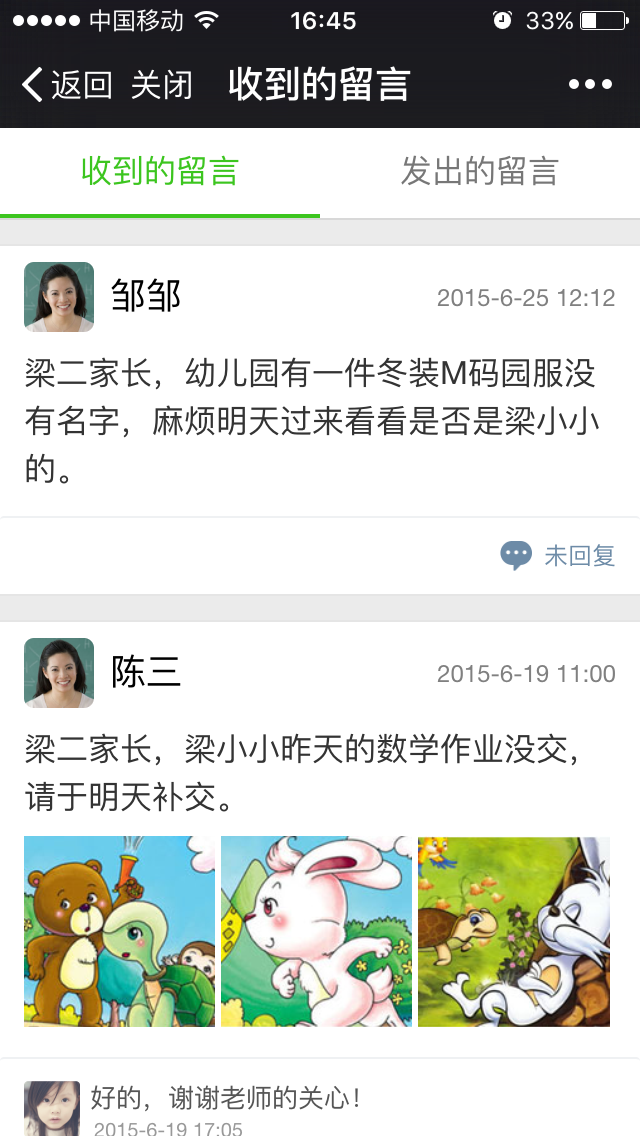 中国移动 16:45 33%
返回 关闭 收到的留言
收到的留言 发出的留言
邹邹 2015-6-25 12:12
梁二家长，幼儿园有一件冬装M码园服没
有名字，麻烦明天过来看看是否是梁小小
的。
未回复
陈三 2015-6-19 11:00
梁二家长，梁小小昨天的数学作业没交，
请于明天补交。
好的，谢谢老师的关心！
2015-6-19 17:05